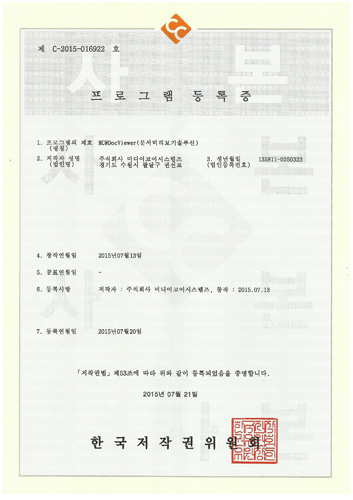 제 C-2015-016922 호
사 본
프로그램 등록증
1. 프로그램의 제호 (명칭) MCWDocViewer(문서미리보기솔루션)
2. 저작자 성명 (법인명) 주식회사 미디어코어시스템즈 경기도 수원시 팔달구 권선로 3. 생년월일 (법인등록번호) 135811-0250323
사 본
4. 창작연월일 2015년07월13일
5. 공표연월일 -
6. 등록사항 저작자 : 주식회사 미디어코어시스템즈, 창작 : 2015.07.13
사 본
7. 등록연월일 2015년07월20일
「저작권법」 제53조에 따라 위와 같이 등록되었음을 증명합니다.
2015년 07월 21일
사 본
한국저작권위원회